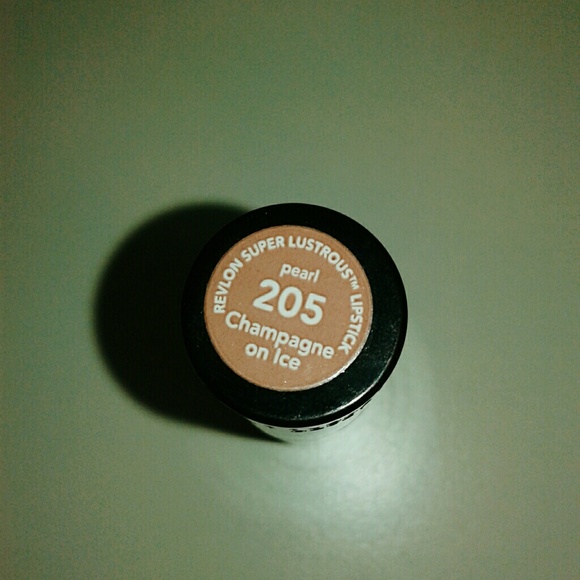 REVLON SUPER LUSTROUS™ LIPSTICK
pearl
205
Champagne
on Ice